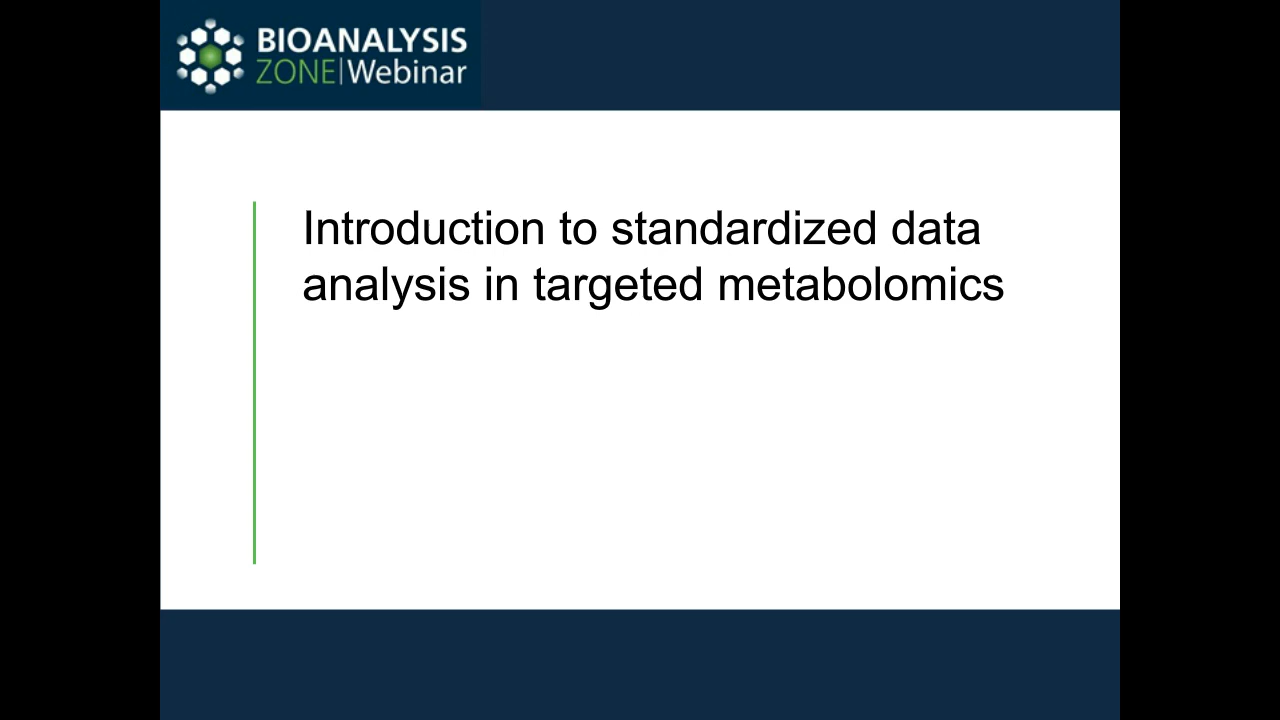 BIOANALYSIS
ZONE|Webinar
Introduction to standardized data
analysis in targeted metabolomics